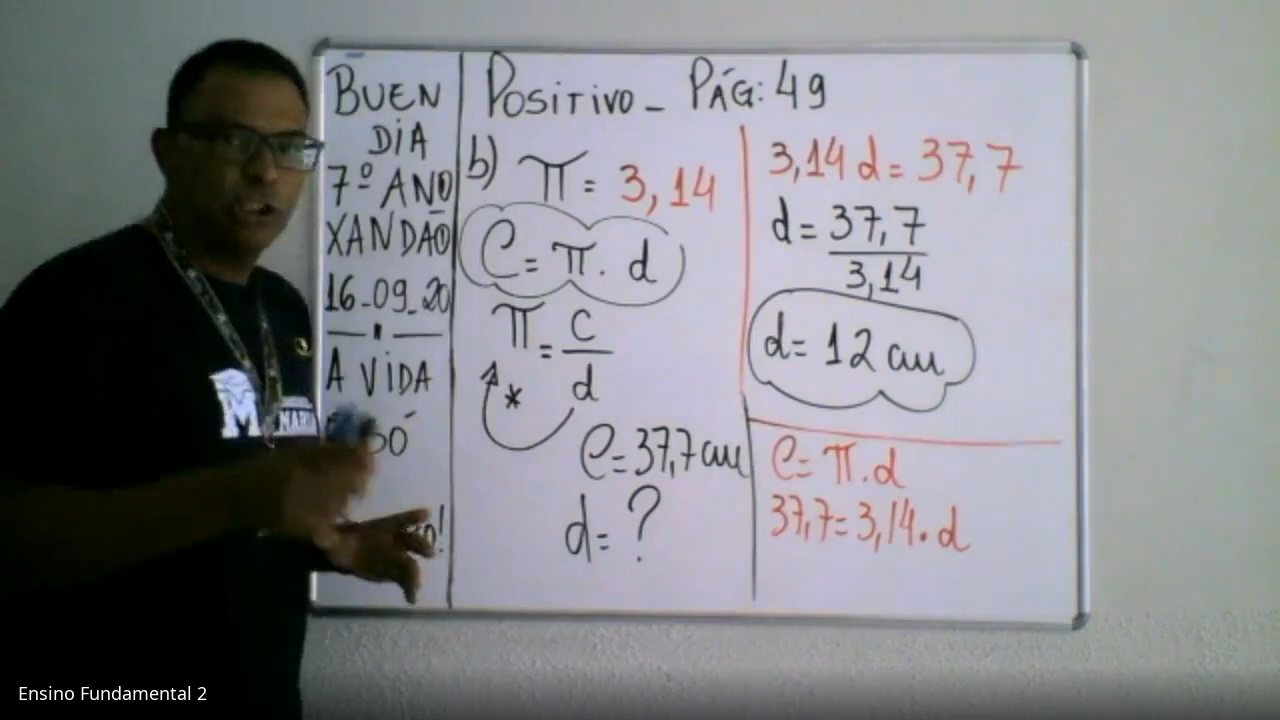 BUEN
DIA
7º ANO
XANDÃO
16-09-20
A VIDA
Positivo - PÁG: 49
b) π = 3,14
C = π . d
π = C
d
*
C = 37,7 cm
d = ?
3,14 d = 37,7
d = 37,7
3,14
d = 12 cm
C = π . d
37,7 = 3,14 . d
Ensino Fundamental 2